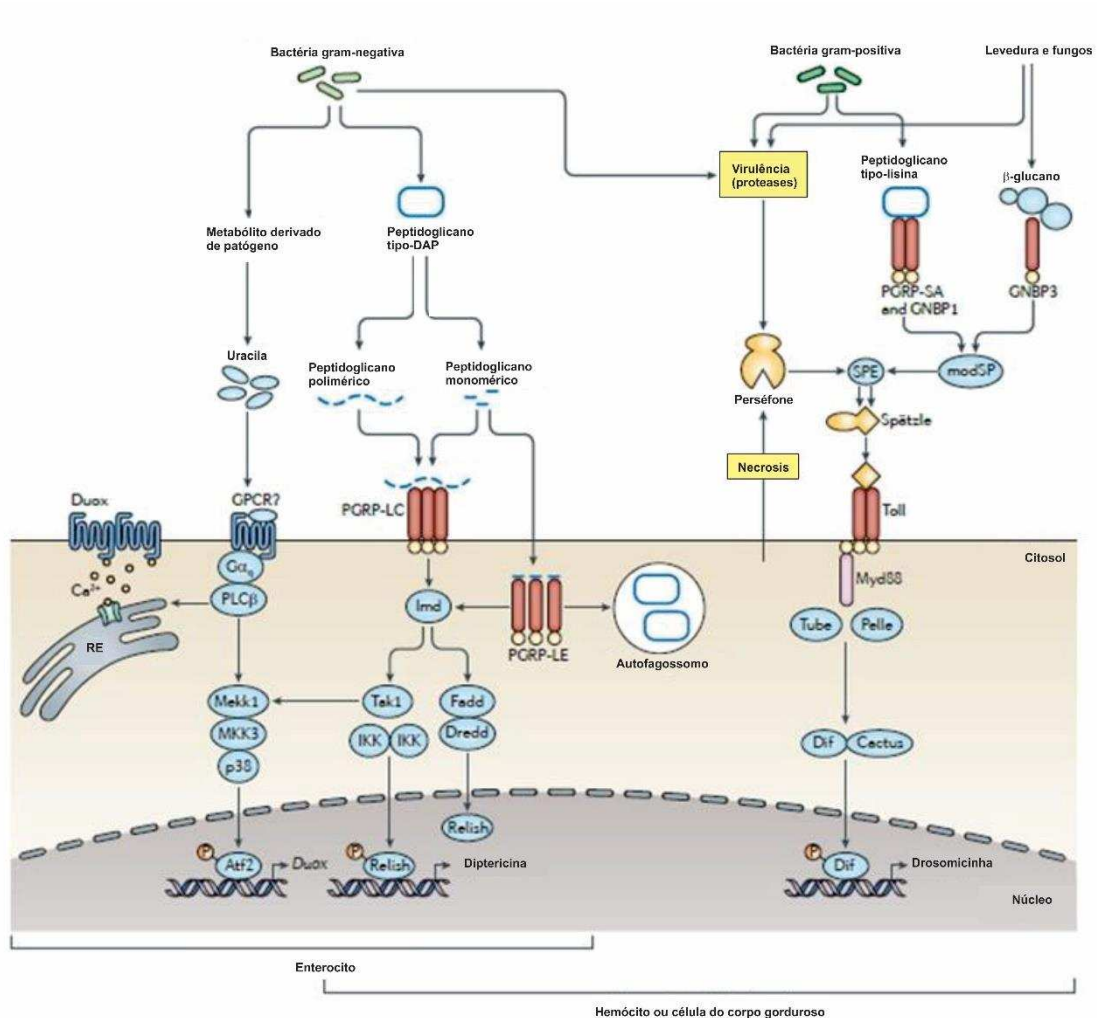 Bactéria gram-negativa
Bactéria gram-positiva
Levedura e fungos
Virulência
(proteases)
Peptidoglicano
tipo-lisina
β-glucano
Metabólito derivado
de patógeno
Peptidoglicano
tipo-DAP
PGRP-SA
and GNBP1
GNBP3
Uracila
Peptidoglicano
polimérico
Peptidoglicano
monomérico
Perséfone
SPE
modSP
Spätzle
Necrosis
Duox
GPCR?
PGRP-LC
Toll
Citosol
Gαq
Ca2+
PLCβ
Imd
Myd88
RE
PGRP-LE
Autofagossomo
Tube
Pelle
Mekk1
Tak1
Fadd
MKK3
IKK
IKK
Dredd
Dif
Cactus
p38
Relish
P
Atf2
Duox
P
Relish
Diptericina
P
Dif
Drosomicinha
Núcleo
Enterocito
Hemócito ou célula do corpo gorduroso